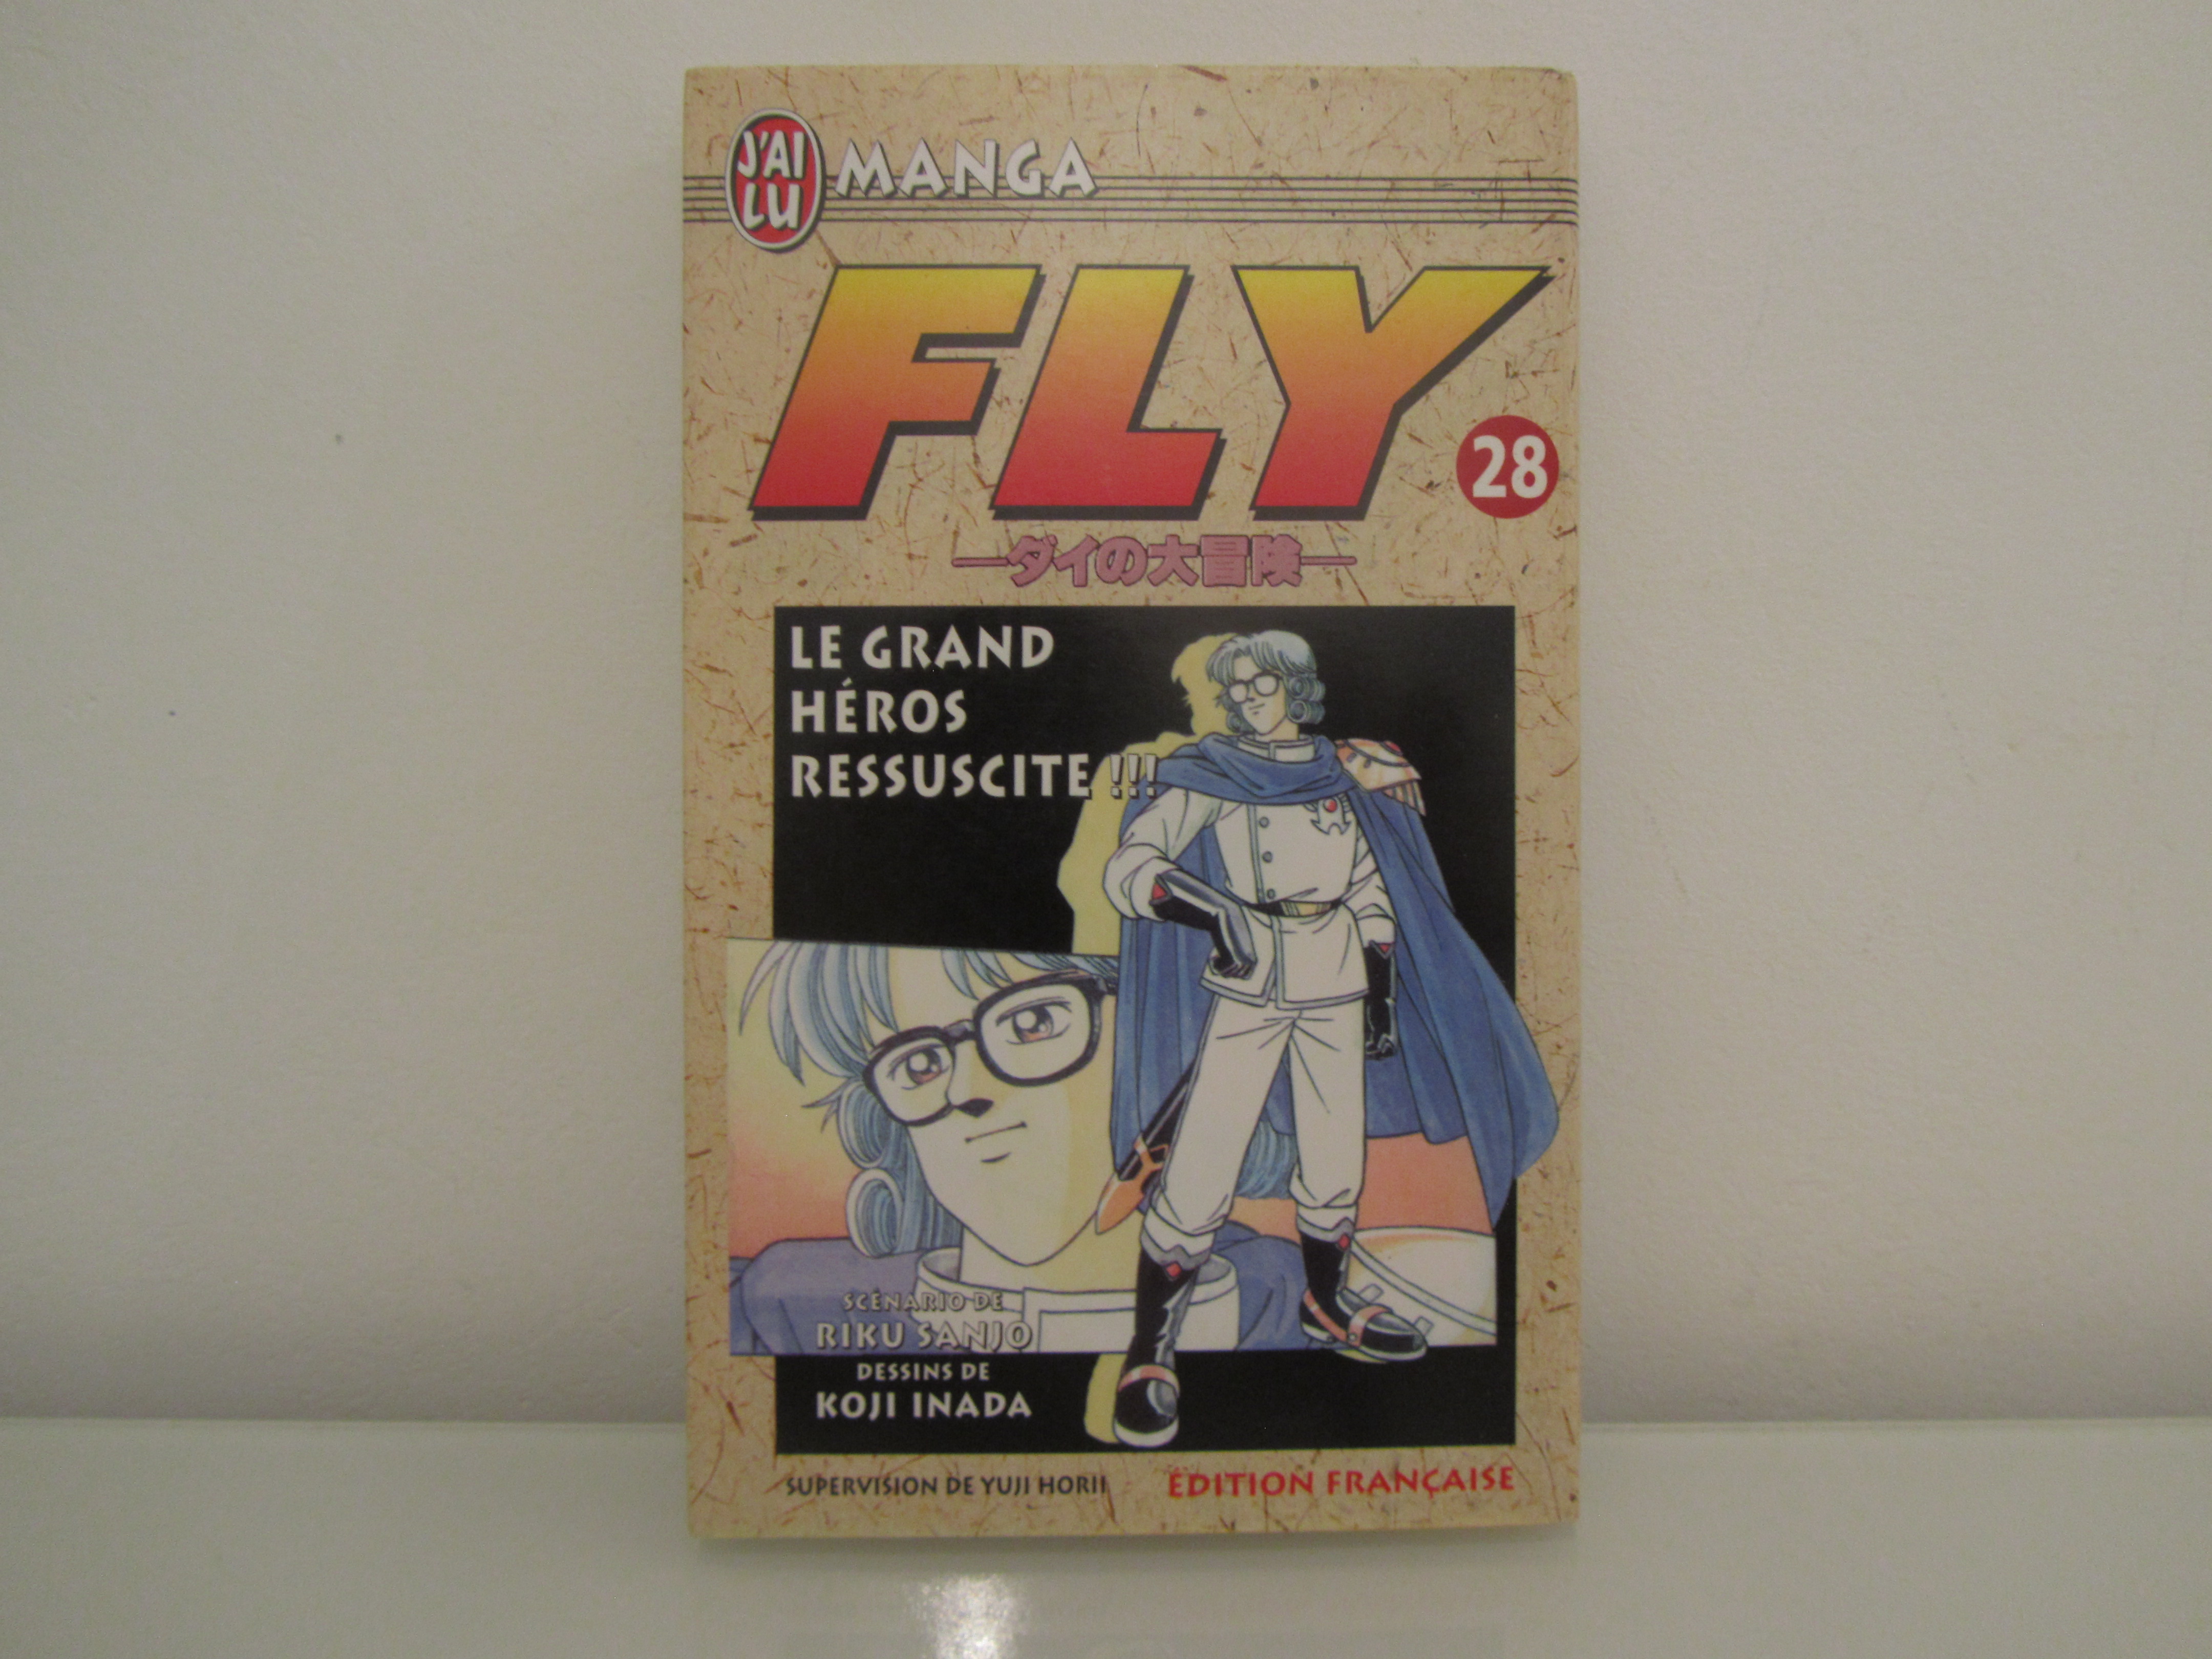 J'AI
LU
MANGA
FLY
28
―ダイの大冒険―
LE GRAND
HÉROS
RESSUSCITE !!!
SCÉNARIO DE
RIKU SANJO
DESSINS DE
KOJI INADA
SUPERVISION DE YUJI HORII
ÉDITION FRANÇAISE